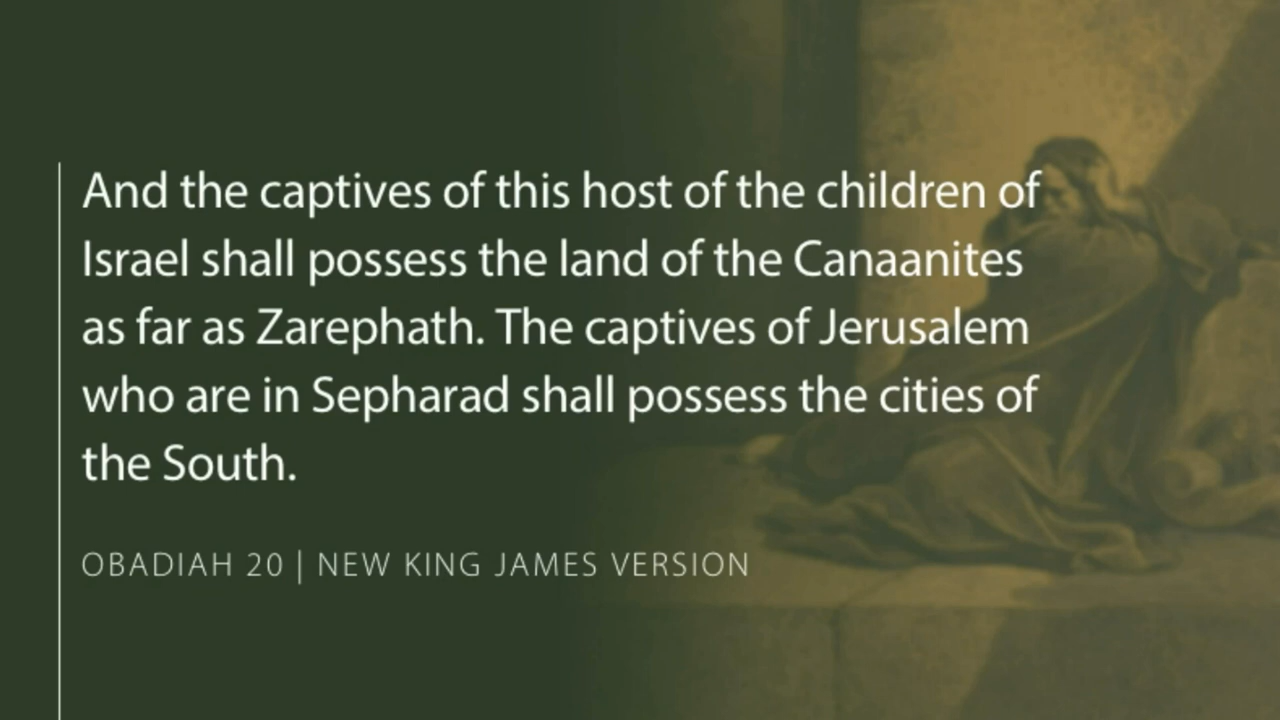 And the captives of this host of the children of
Israel shall possess the land of the Canaanites
as far as Zarephath. The captives of Jerusalem
who are in Sepharad shall possess the cities of
the South.
OBADIAH 20 | NEW KING JAMES VERSION